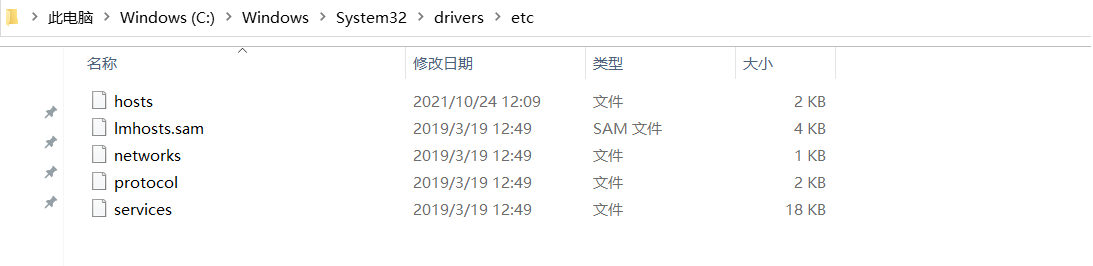 此电脑 > Windows (C:) > Windows > System32 > drivers > etc
名称 修改日期 类型 大小
hosts 2021/10/24 12:09 文件 2 KB
lmhosts.sam 2019/3/19 12:49 SAM 文件 4 KB
networks 2019/3/19 12:49 文件 1 KB
protocol 2019/3/19 12:49 文件 2 KB
services 2019/3/19 12:49 文件 18 KB